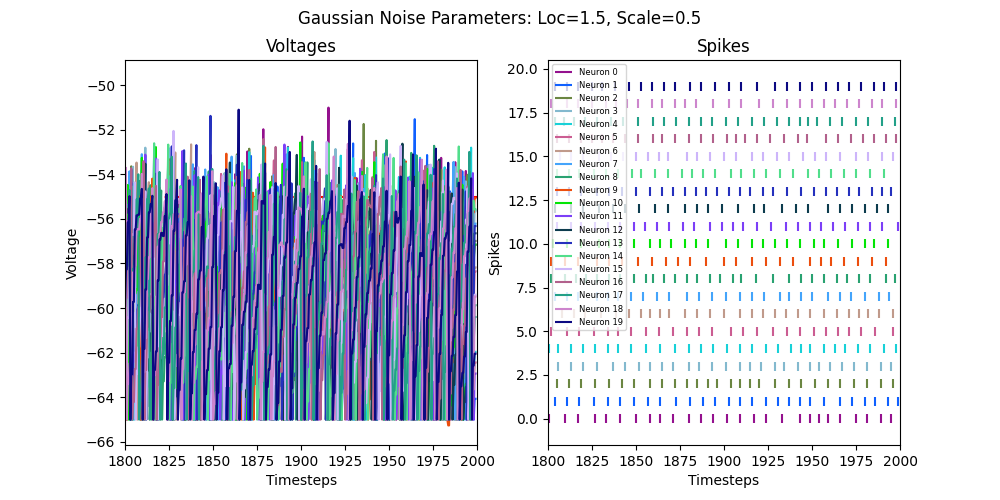 Gaussian Noise Parameters: Loc=1.5, Scale=0.5
Voltages
Voltage
−50
−52
−54
−56
−58
−60
−62
−64
−66
1800 1825 1850 1875 1900 1925 1950 1975 2000
Timesteps
Spikes
Spikes
20.0
17.5
15.0
12.5
10.0
7.5
5.0
2.5
0.0
Neuron 0
Neuron 1
Neuron 2
Neuron 3
Neuron 4
Neuron 5
Neuron 6
Neuron 7
Neuron 8
Neuron 9
Neuron 10
Neuron 11
Neuron 12
Neuron 13
Neuron 14
Neuron 15
Neuron 16
Neuron 17
Neuron 18
Neuron 19
1800 1825 1850 1875 1900 1925 1950 1975 2000
Timesteps